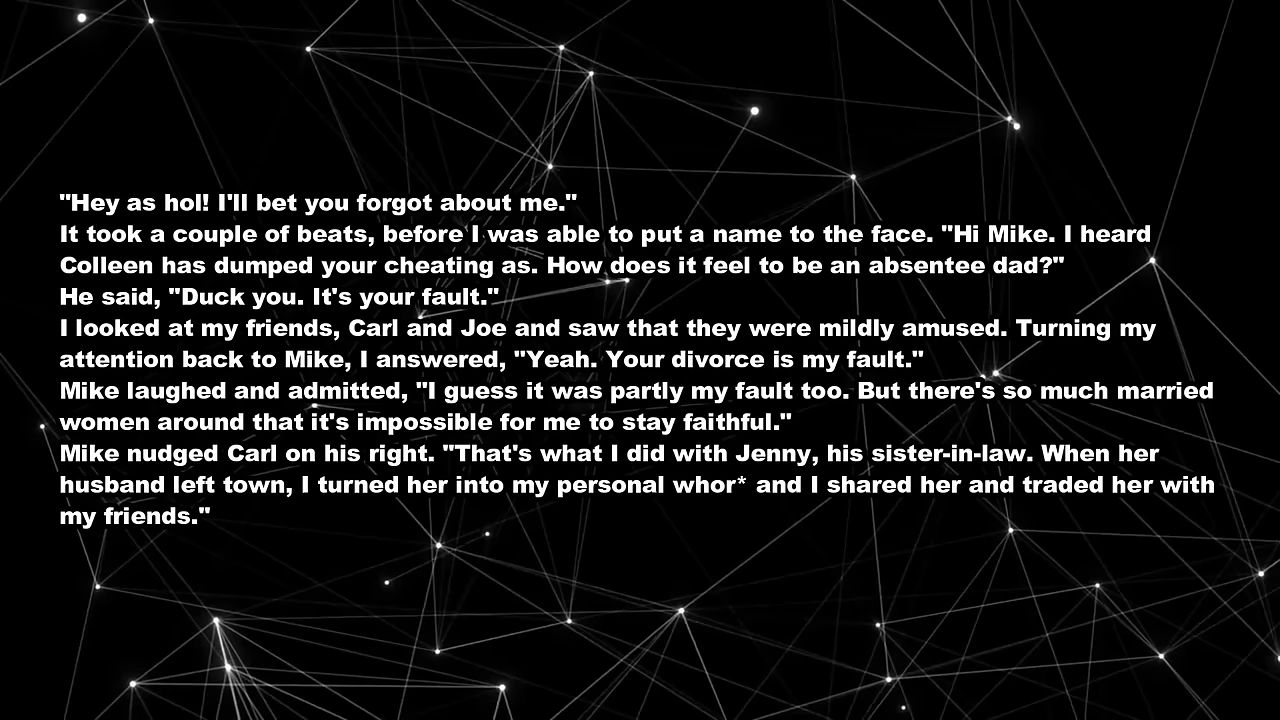 "Hey as hol! I'll bet you forgot about me."
It took a couple of beats, before I was able to put a name to the face. "Hi Mike. I heard
Colleen has dumped your cheating as. How does it feel to be an absentee dad?"
He said, "Duck you. It's your fault."
I looked at my friends, Carl and Joe and saw that they were mildly amused. Turning my
attention back to Mike, I answered, "Yeah. Your divorce is my fault."
Mike laughed and admitted, "I guess it was partly my fault too. But there's so much married
women around that it's impossible for me to stay faithful."
Mike nudged Carl on his right. "That's what I did with Jenny, his sister-in-law. When her
husband left town, I turned her into my personal whor* and I shared her and traded her with
my friends."